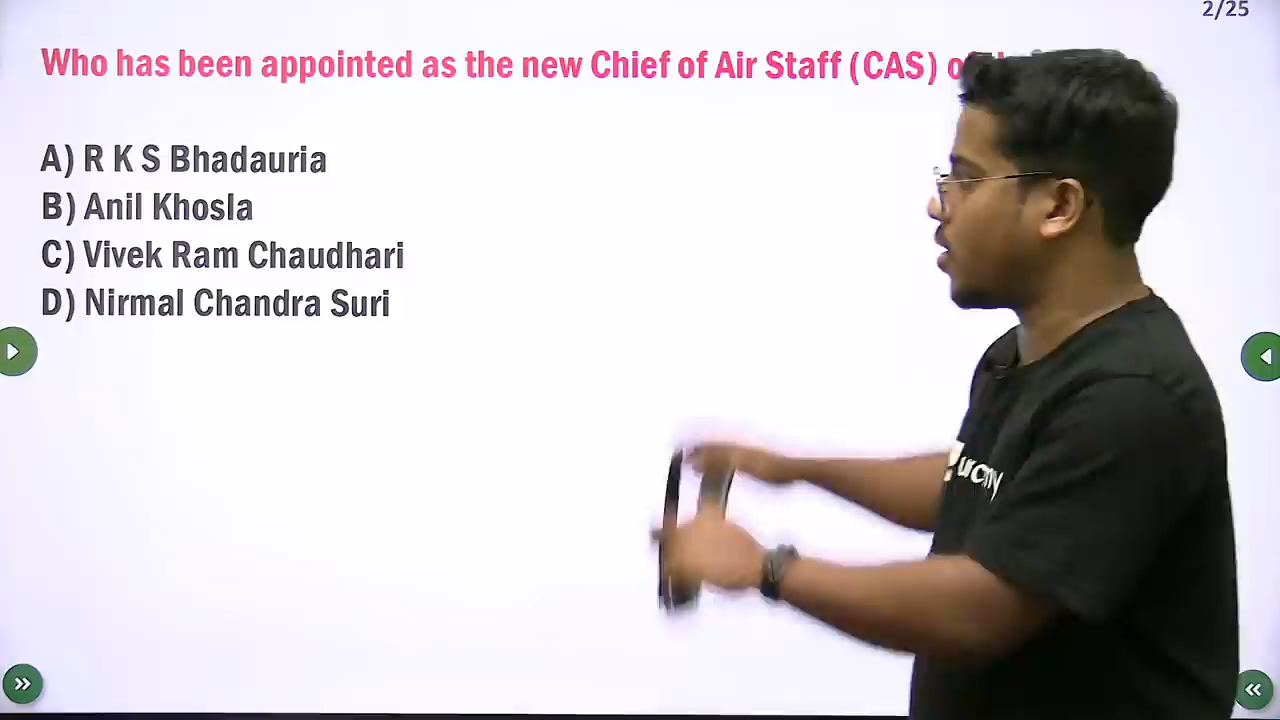 2/25
Who has been appointed as the new Chief of Air Staff (CAS)
A) R K S Bhadauria
B) Anil Khosla
C) Vivek Ram Chaudhari
D) Nirmal Chandra Suri